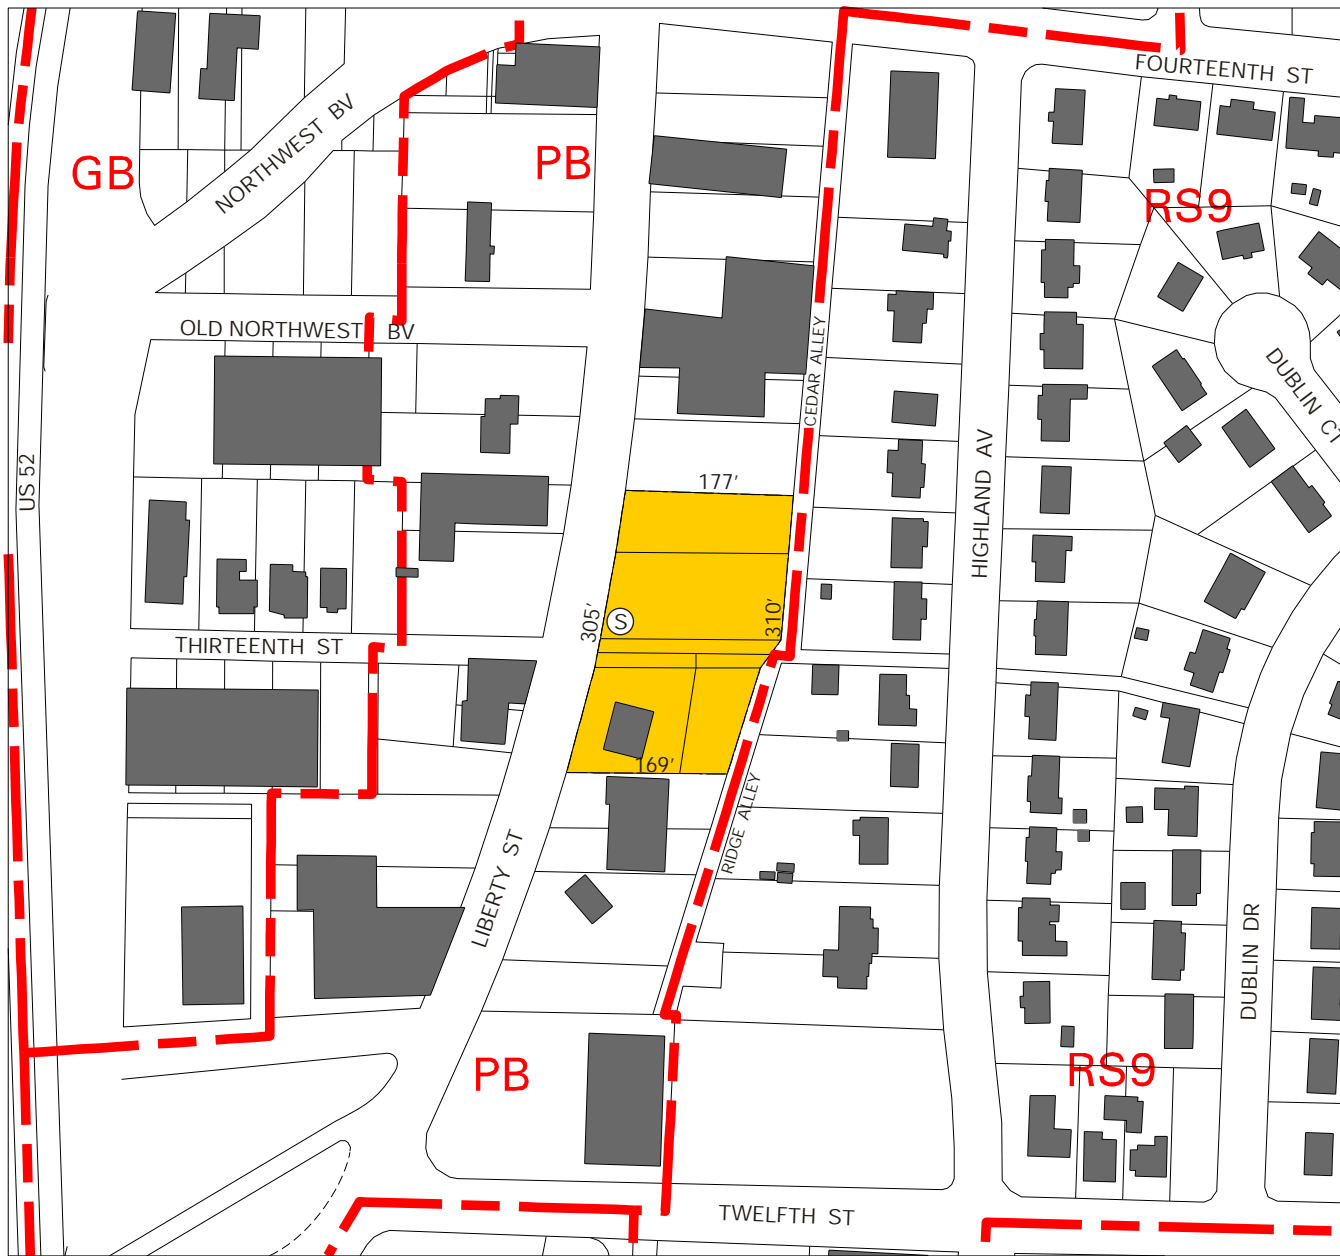 FOURTEENTH ST
NORTHWEST BV
GB
PB
RS9
OLD NORTHWEST BV
CEDAR ALLEY
DUBLIN CT
US 52
HIGHLAND AV
177'
305'
S
310'
THIRTEENTH ST
169'
RIDGE ALLEY
LIBERTY ST
DUBLIN DR
PB
RS9
TWELFTH ST